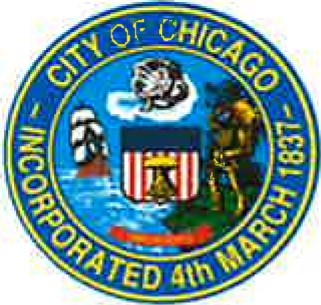 CITY OF CHICAGO
- INCORPORATED 4th MARCH 1837 -